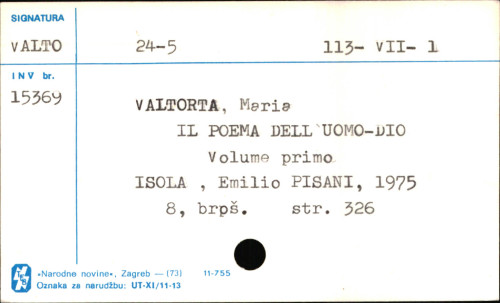 SIGNATURA
VALTO 24-5 113- VII- 1
INV br.
15369
VALTORTA, Maria
IL POEMA DELL'UOMO-DIO
Volume primo
ISOLA , Emilio PISANI, 1975
8, brpš. str. 326
»Narodne novine«, Zagreb — (73) 11-755
Oznaka za narudžbu: UT-XI/11-13